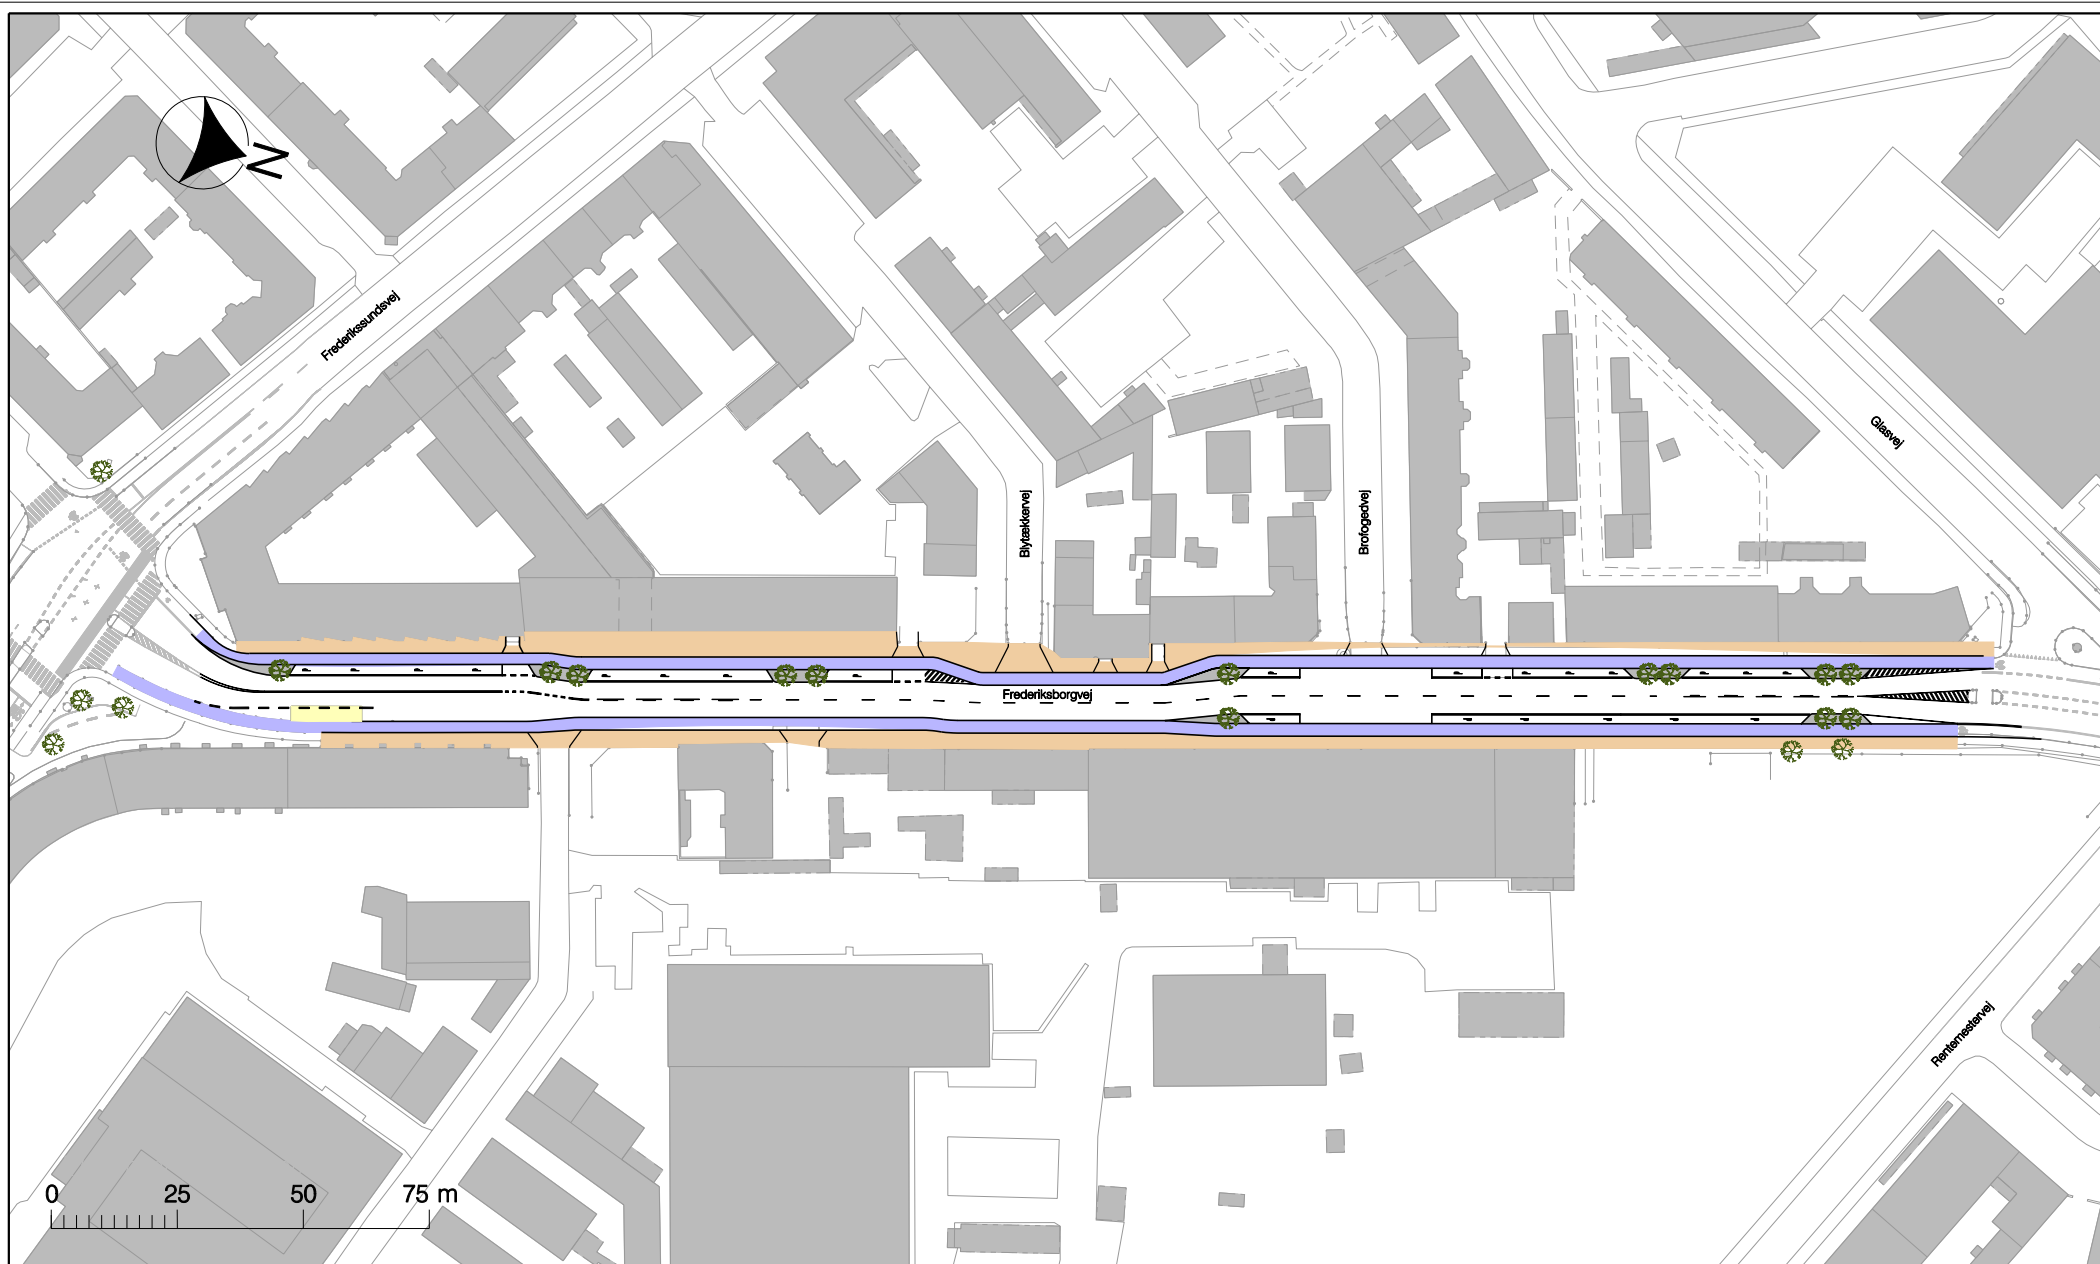 N
Frederikssundsvej
Glasvej
Blytækkervej
Brofogedvej
Frederiksborgvej
Rentemestervej
0 25 50 75 m